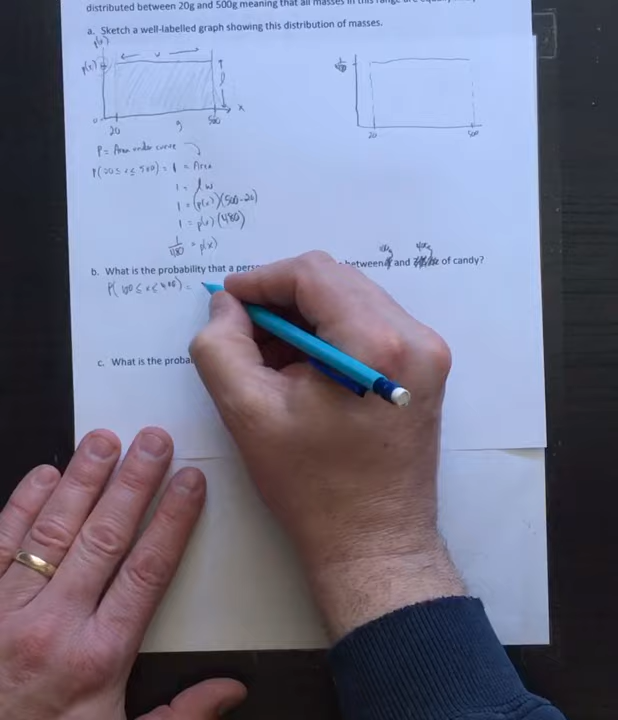 distributed between 20g and 500g meaning that all masses in this range are equally
a. Sketch a well-labelled graph showing this distribution of masses.
p(x)
w
p(x)
l
x
0
20
g
500
1/480
20
500
P = Area under curve
P(20 ≤ x ≤ 500) = 1 = Area
1 = lw
1 = (p(x))(500-20)
1 = p(x)(480)
1/480 = p(x)
b. What is the probability that a between and of candy?
P(100 ≤ x ≤ 400) =
c. What is the